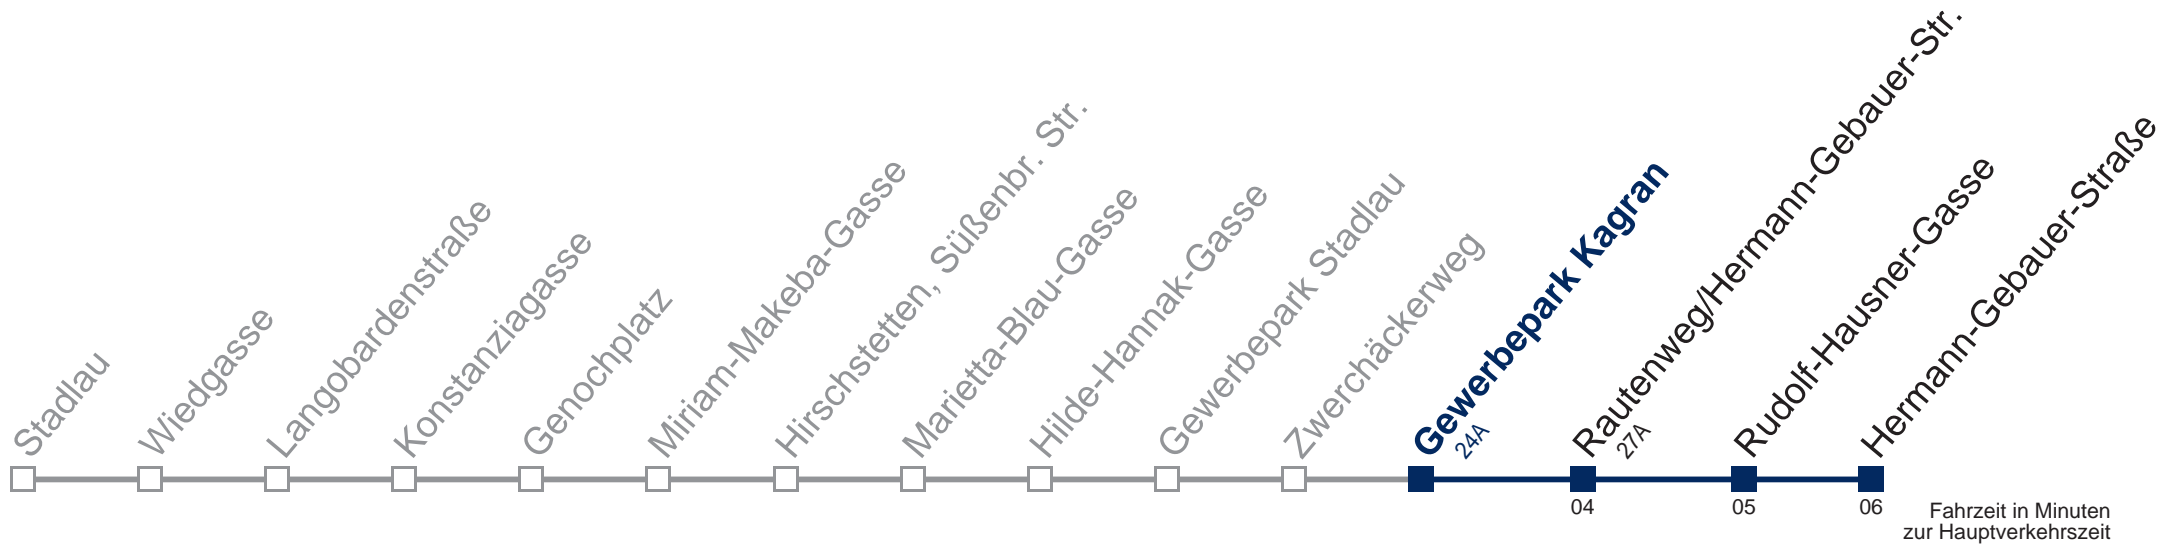 Stadlau
Wiedgasse
Langobardenstraße
Konstanziagasse
Genochplatz
Miriam-Makeba-Gasse
Hirschstetten, Süßenbr. Str.
Marietta-Blau-Gasse
Hilde-Hannak-Gasse
Gewerbepark Stadlau
Zwerchäckerweg
Gewerbepark Kagran
24A
Rautenweg/Hermann-Gebauer-Str.
27A
Rudolf-Hausner-Gasse
Hermann-Gebauer-Straße
04
05
06
Fahrzeit in Minuten
zur Hauptverkehrszeit